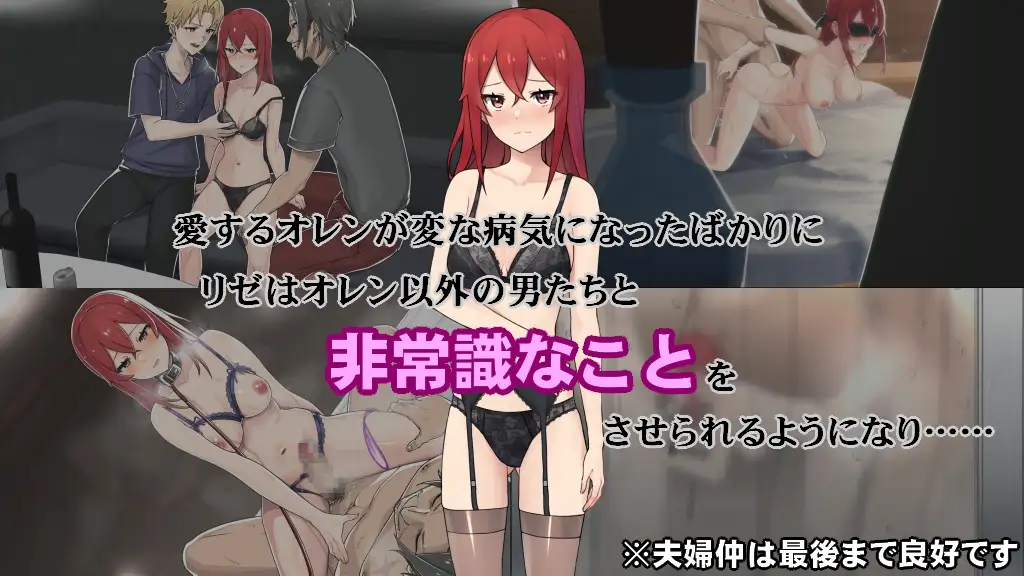 愛するオレンが変な病気になったばかりに
リゼはオレン以外の男たちと
非常識なことを
させられるようになり……
※夫婦仲は最後まで良好です